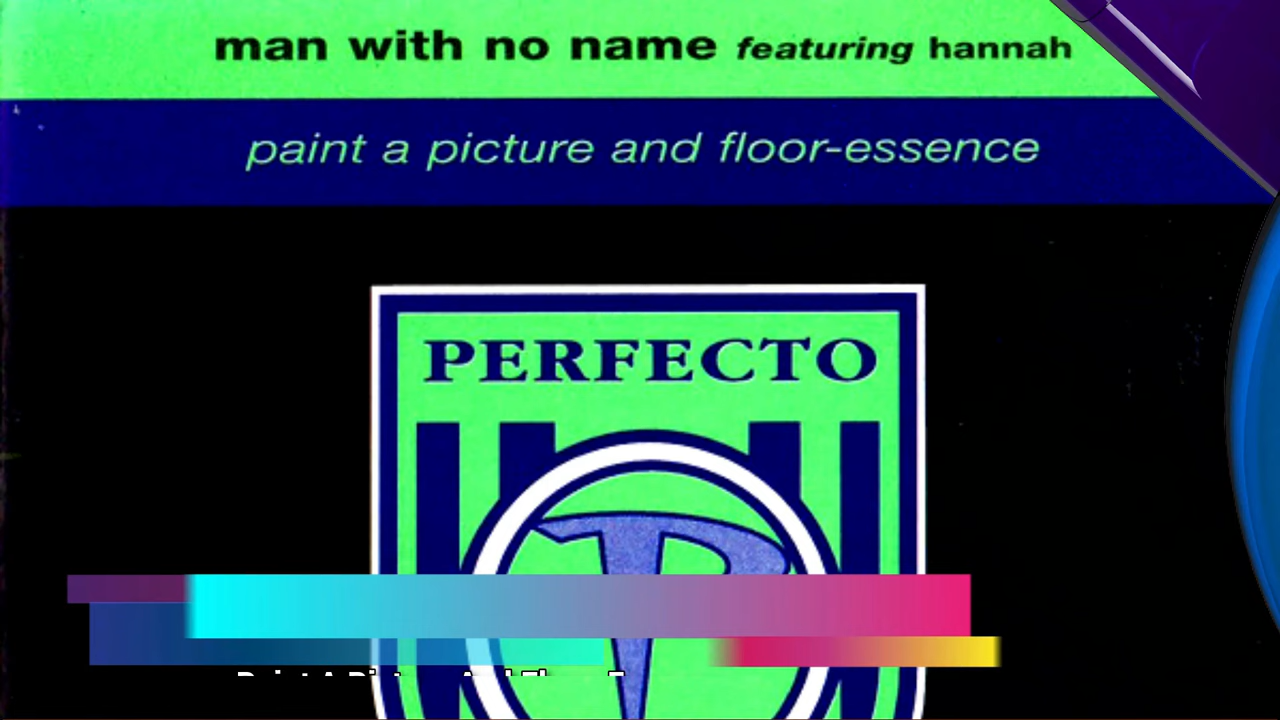 man with no name featuring hannah
paint a picture and floor-essence
PERFECTO
P